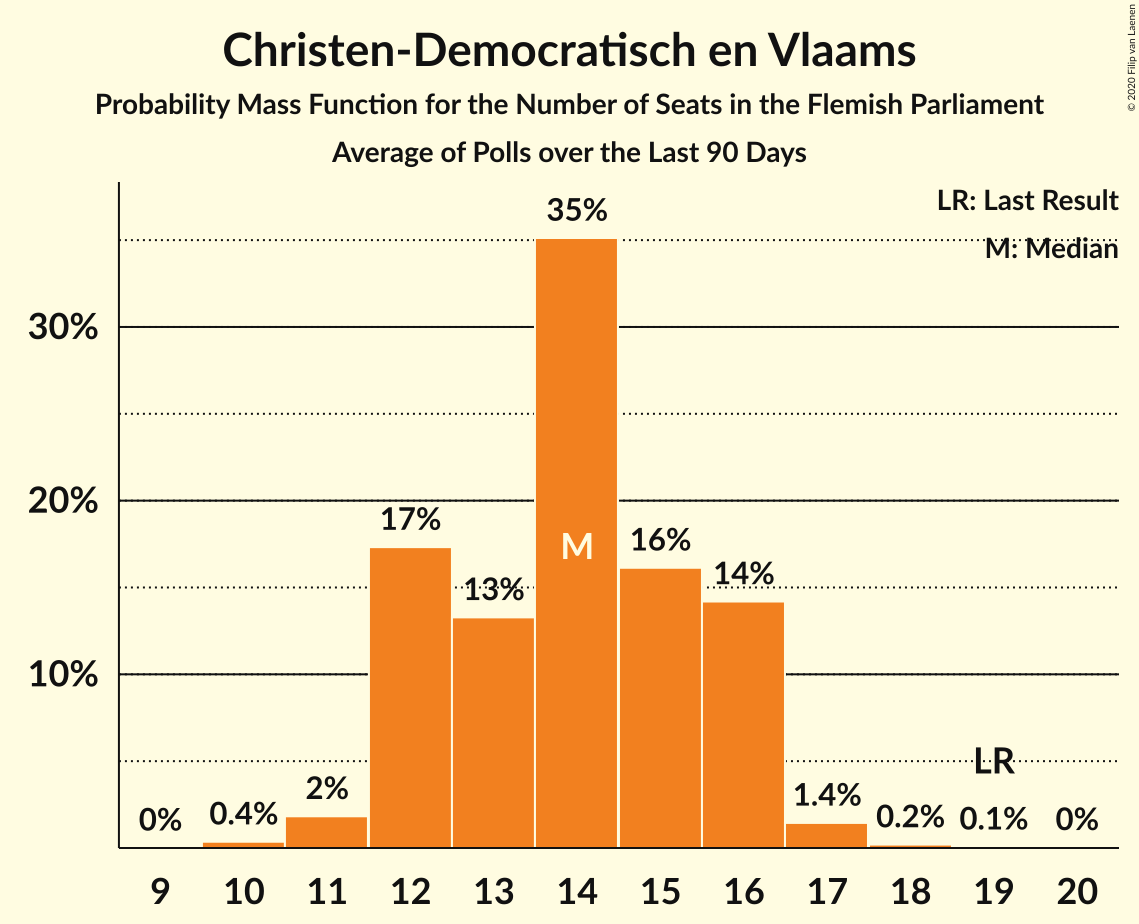 Christen-Democratisch en Vlaams
Probability Mass Function for the Number of Seats in the Flemish Parliament
Average of Polls over the Last 90 Days
© 2020 Filip van Laenen
LR: Last Result
M: Median
30%
20%
10%
0%
0.4%
2%
17%
13%
35%
M
16%
14%
1.4%
0.2%
LR
0.1%
0%
9 10 11 12 13 14 15 16 17 18 19 20